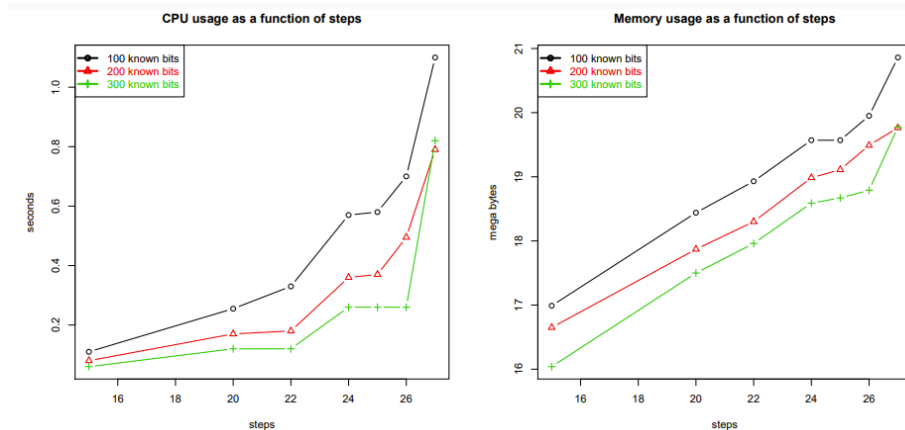 CPU usage as a function of steps
100 known bits
200 known bits
300 known bits
seconds
1.0
0.8
0.6
0.4
0.2
16 18 20 22 24 26
steps
Memory usage as a function of steps
100 known bits
200 known bits
300 known bits
mega bytes
21
20
19
18
17
16
16 18 20 22 24 26
steps